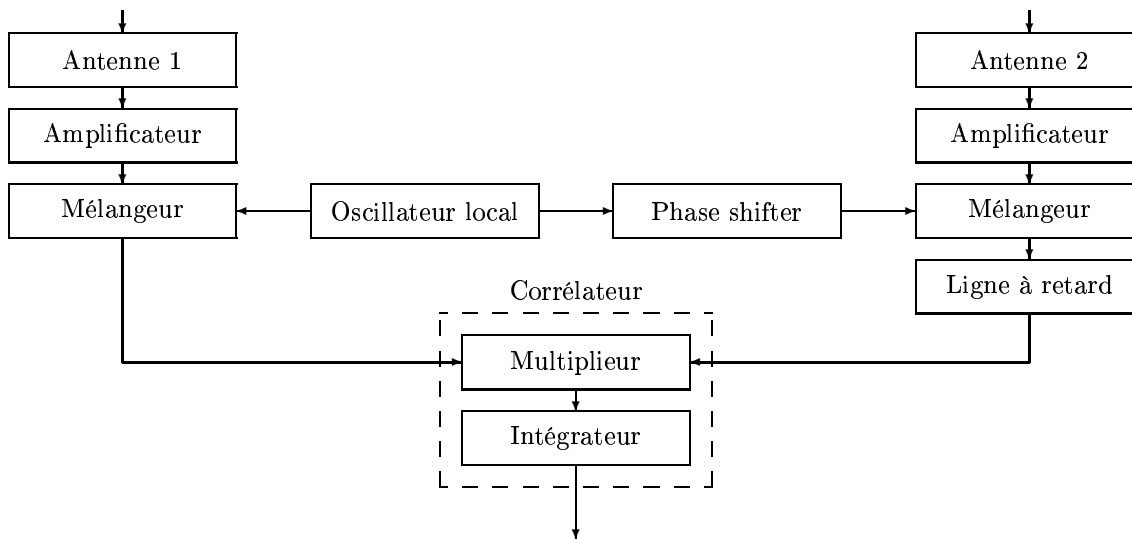 Antenne 1
Antenne 2
Amplificateur
Amplificateur
Mélangeur
Oscillateur local
Phase shifter
Mélangeur
Ligne à retard
Corrélateur
Multiplieur
Intégrateur